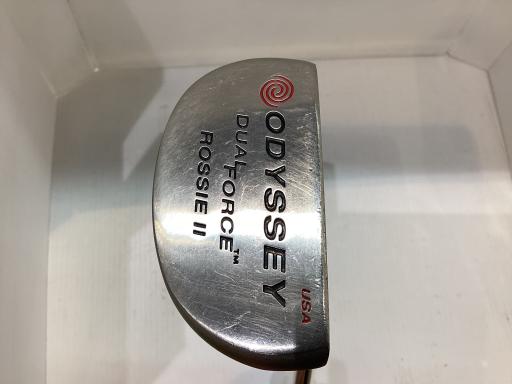 ODYSSEY
DUAL FORCE™
ROSSIE II
USA